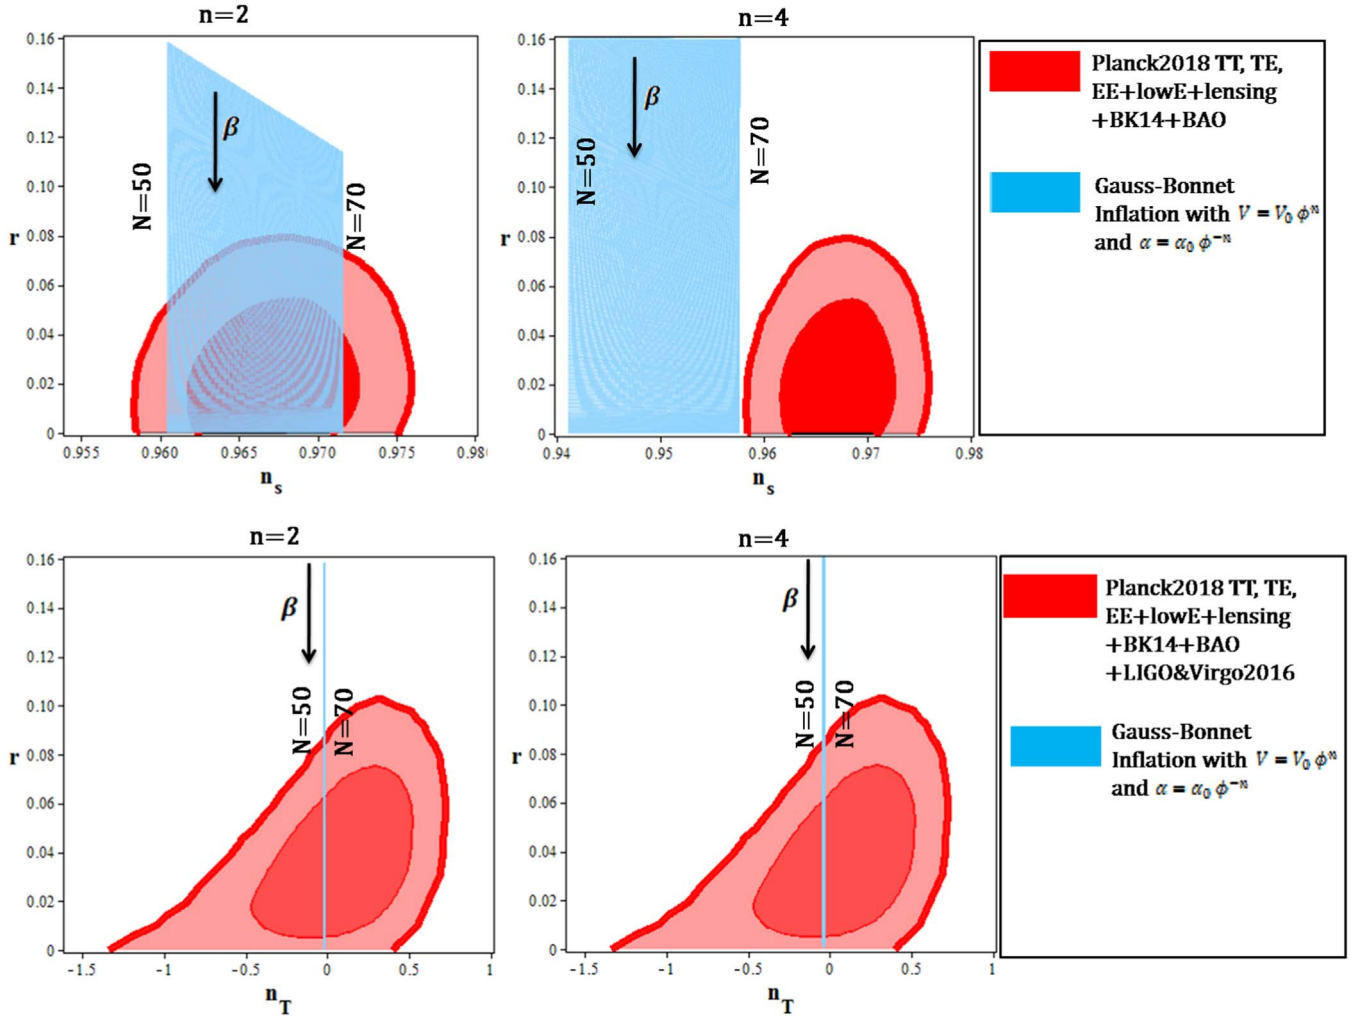 n=2
0.16
0.14
0.12
0.10
r 0.08
0.06
0.04
0.02
0
β
N=50
N=70
0.955 0.960 0.965 0.970 0.975 0.98
n_s
n=4
0.16
0.14
0.12
0.10
r 0.08
0.06
0.04
0.02
0
β
N=50
N=70
0.94 0.95 0.96 0.97 0.98
n_s
Planck2018 TT, TE,
EE+lowE+lensing
+BK14+BAO
Gauss-Bonnet
Inflation with V = V₀ ϕⁿ
and α = α₀ ϕ⁻ⁿ
n=2
0.16
0.14
0.12
0.10
r 0.08
0.06
0.04
0.02
0
β
N=50
N=70
-1.5 -1 -0.5 0 0.5 1
n_T
n=4
0.16
0.14
0.12
0.10
r 0.08
0.06
0.04
0.02
0
β
N=50
N=70
-1.5 -1 -0.5 0 0.5 1
n_T
Planck2018 TT, TE,
EE+lowE+lensing
+BK14+BAO
+LIGO&Virgo2016
Gauss-Bonnet
Inflation with V = V₀ ϕⁿ
and α = α₀ ϕ⁻ⁿ